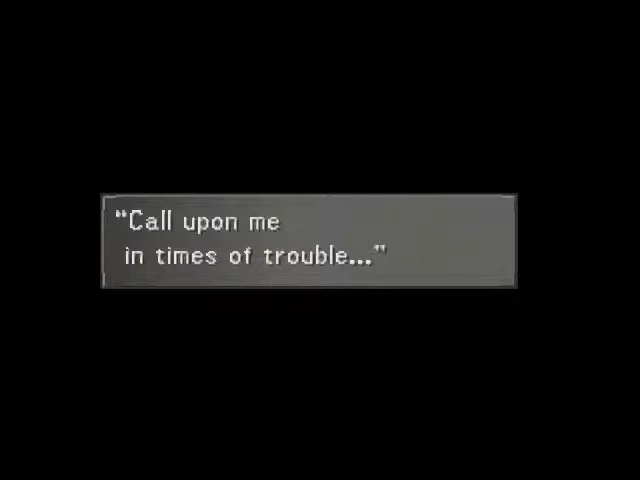 “Call upon me
in times of trouble...”